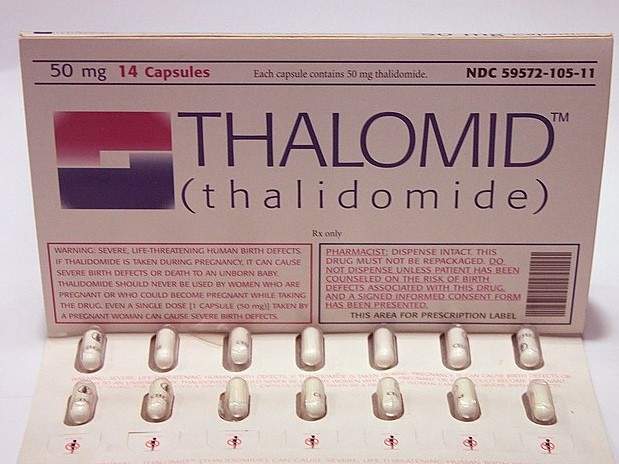 50 mg 14 Capsules Each capsule contains 50 mg thalidomide. NDC 59572-105-11
THALOMID™
(thalidomide)
Rx only
WARNING: SEVERE, LIFE-THREATENING HUMAN BIRTH DEFECTS.
IF THALIDOMIDE IS TAKEN DURING PREGNANCY, IT CAN CAUSE
SEVERE BIRTH DEFECTS OR DEATH TO AN UNBORN BABY.
THALIDOMIDE SHOULD NEVER BE USED BY WOMEN WHO ARE
PREGNANT OR WHO COULD BECOME PREGNANT WHILE TAKING
THE DRUG. EVEN A SINGLE DOSE [1 CAPSULE (50 mg)] TAKEN BY
A PREGNANT WOMAN CAN CAUSE SEVERE BIRTH DEFECTS.
PHARMACIST: DISPENSE INTACT. THIS
DRUG MUST NOT BE REPACKAGED. DO
NOT DISPENSE UNLESS PATIENT HAS BEEN
COUNSELED ON THE RISK OF BIRTH
DEFECTS ASSOCIATED WITH THIS DRUG,
AND A SIGNED INFORMED CONSENT FORM
HAS BEEN PRESENTED.
THIS AREA FOR PRESCRIPTION LABEL